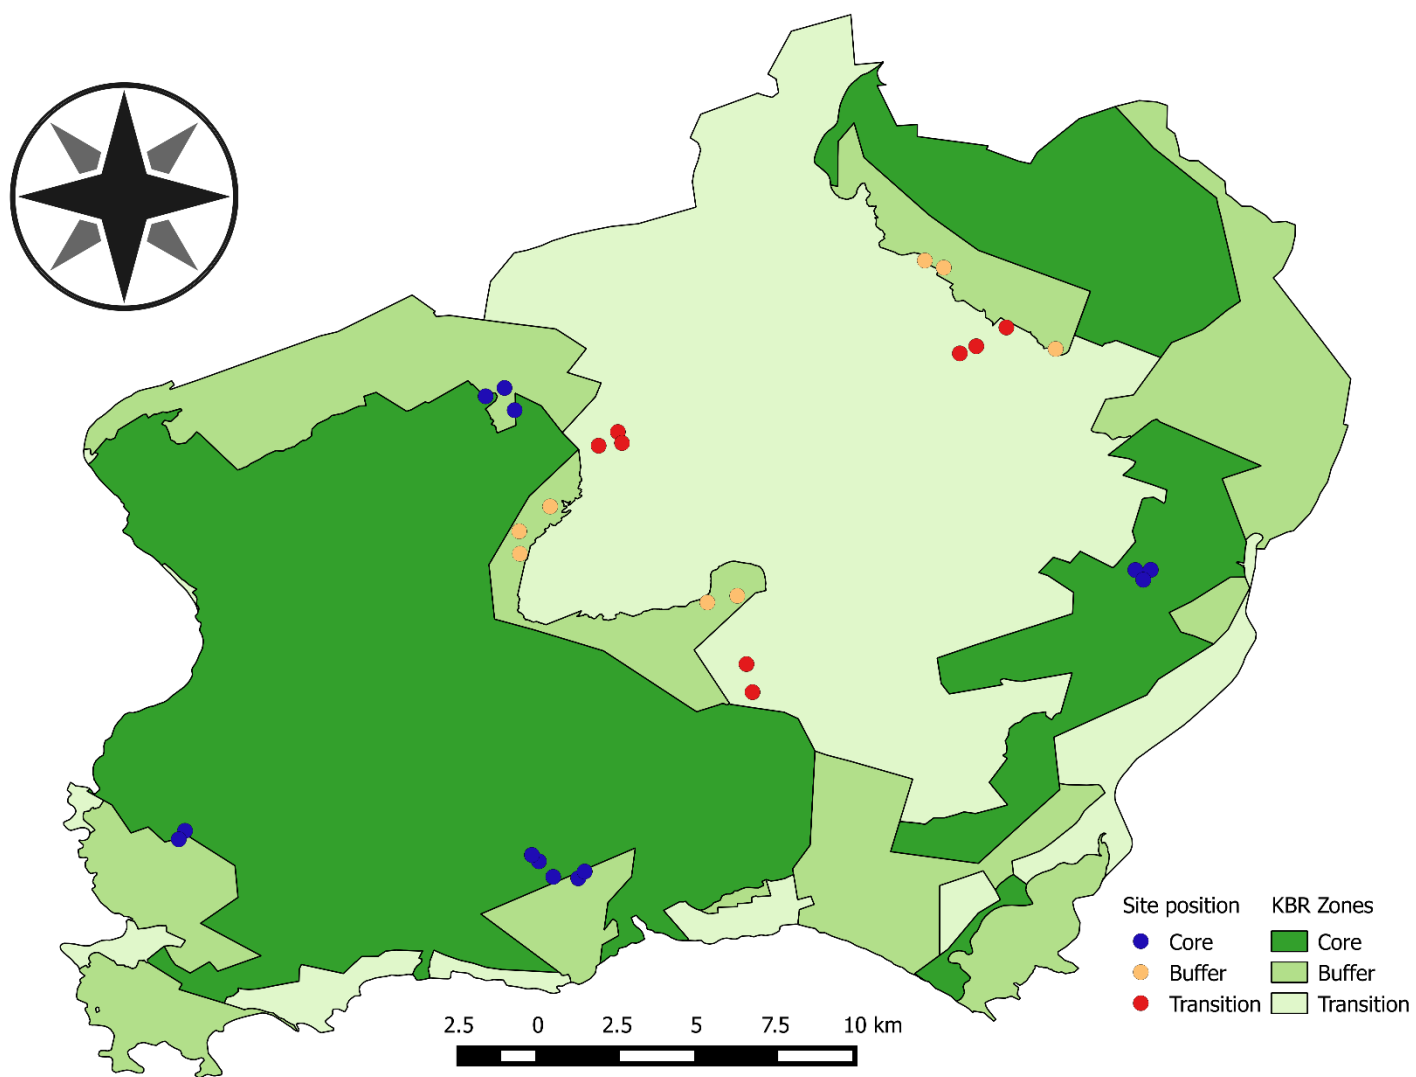 Site position KBR Zones
Core Core
Buffer Buffer
Transition Transition
2.5 0 2.5 5 7.5 10 km